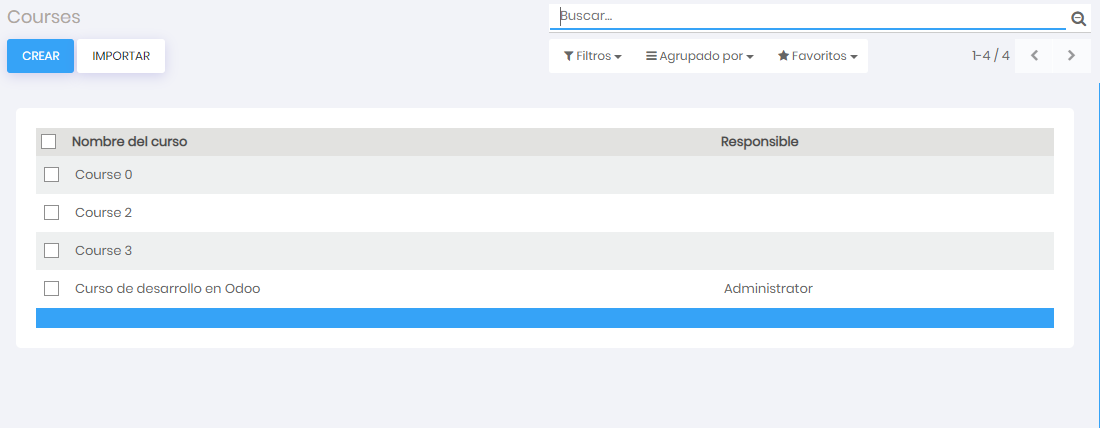 Courses
Buscar...
CREAR IMPORTAR
Filtros Agrupado por Favoritos 1-4 / 4
Nombre del curso Responsible
Course 0
Course 2
Course 3
Curso de desarrollo en Odoo Administrator